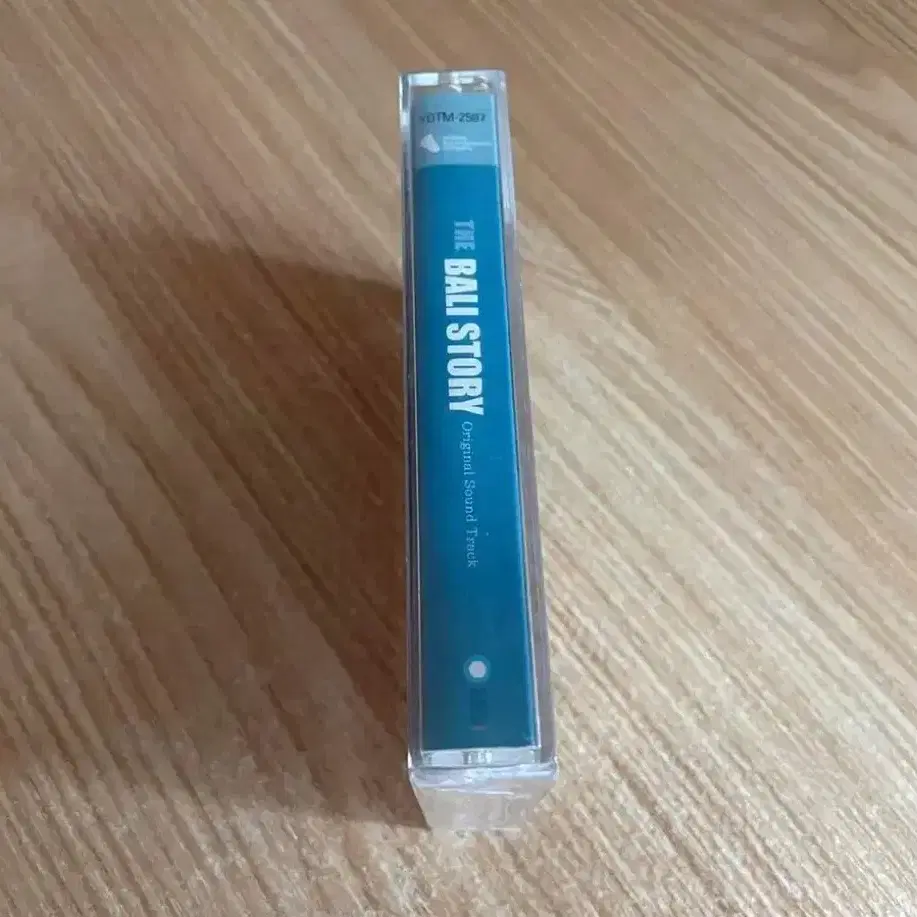 YDTM-2587
THE BALI STORY
Original Sound Track